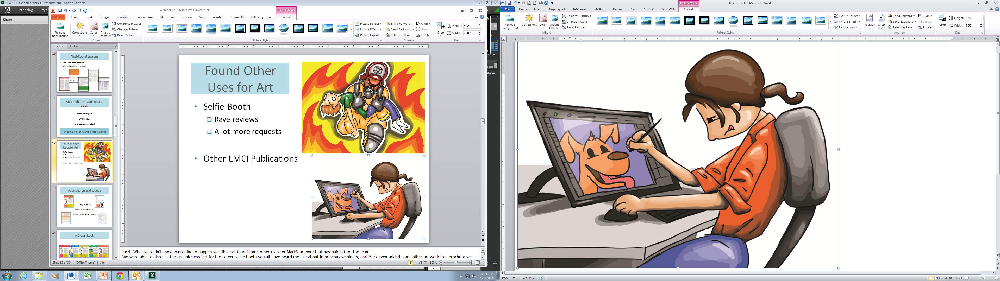 TWC HB5 Webinar Series (Presentation) - Adobe Connect
Meeting
Share
Webinar #7 - Microsoft PowerPoint
Picture Tools
File Home Insert Design Transitions Animations Slide Show Review View Acrobat SecureZIP Poll Everywhere Format
Remove Background
Corrections
Color
Artistic Effects
Compress Pictures
Change Picture
Reset Picture
Adjust
Picture Styles
Picture Border
Picture Effects
Picture Layout
Bring Forward
Send Backward
Selection Pane
Align
Group
Rotate
Arrange
Crop
Height: 3.33"
Width: 4.51"
Size
Slides Outline
10
First-Round Lessons
• Provided data needed
• Missed audience appeal
11
Back to the Drawing Board
Literally
Mark Lavergne
LMCI Editor
(and secret animator)
Put some life (and humor) into bulletins
12
Found Other
Uses for Art
• Selfie Booth
Rave reviews
A lot more requests
• Other LMCI Publications
13
Page Design and Layout
Gary Tucker
LMCI Administrator
(and Jack-of-all-trades)
14
A Closer Look
Found Other
Uses for Art
• Selfie Booth
❑ Rave reviews
❑ A lot more requests
• Other LMCI Publications
Lori- What we didn't know was going to happen was that we found some other uses for Mark's artwork that has paid off for the team.
We were able to also use the graphics created for the career selfie booth you all have heard me talk about in previous webinars, and Mark even added some other art work to a brochure we
Slide 12 of 30 "Office Theme" 100%
10:11 AM
1/21/2016
Document1 - Microsoft Word
Picture Tools
File Home Insert Page Layout References Mailings Review View Acrobat SecureZIP Format
Remove Background
Corrections
Color
Artistic Effects
Compress Pictures
Change Picture
Reset Picture
Adjust
Picture Styles
Picture Border
Picture Effects
Picture Layout
Position
Wrap Text
Bring Forward
Send Backward
Selection Pane
Align
Group
Rotate
Arrange
Crop
Height: 5.42"
Width: 7.33"
Size
Page: 1 of 1 Words: 0 175%